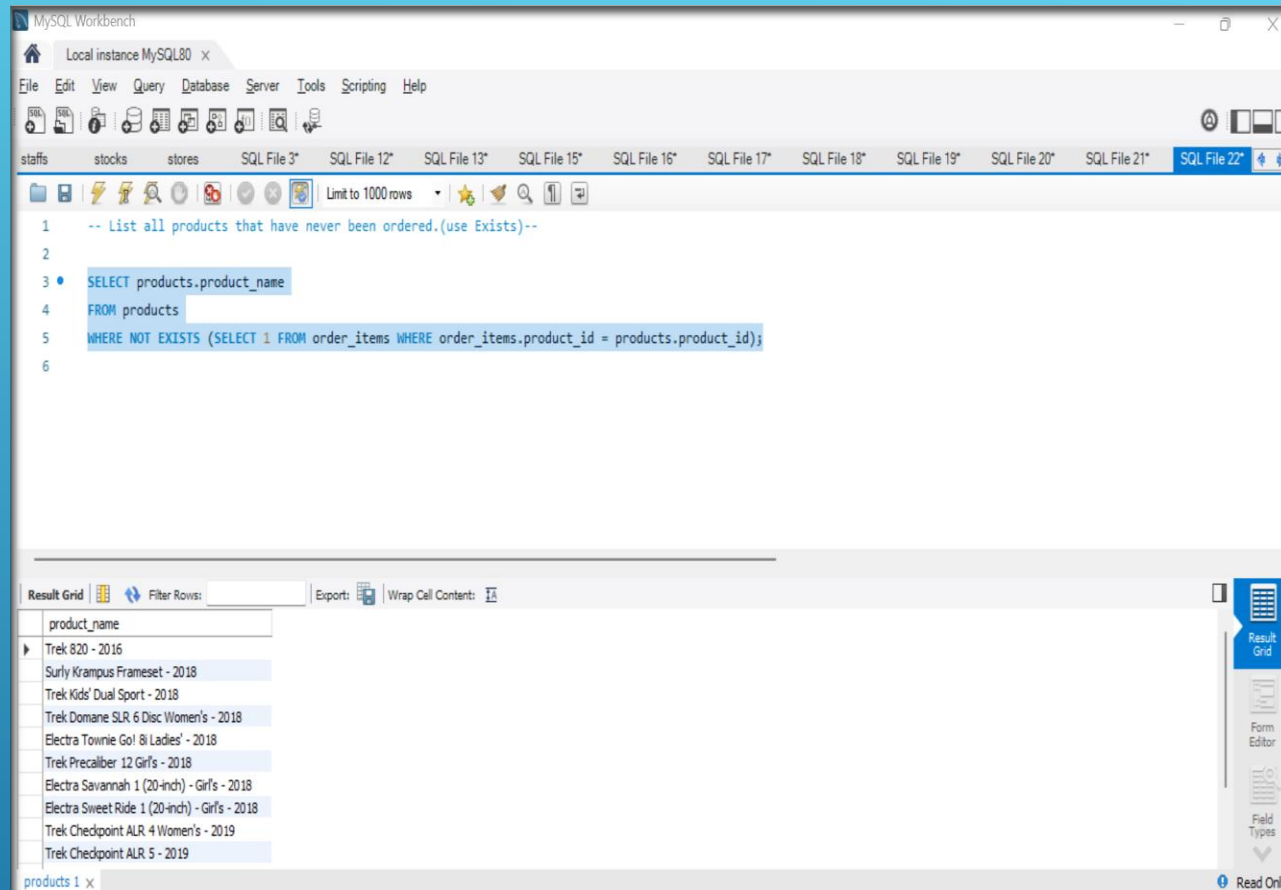 MySQL Workbench
Local instance MySQL80
File Edit View Query Database Server Tools Scripting Help
staffs stocks stores SQL File 3* SQL File 12* SQL File 13* SQL File 15* SQL File 16* SQL File 17* SQL File 18* SQL File 19* SQL File 20* SQL File 21* SQL File 22*
Limit to 1000 rows
1 -- List all products that have never been ordered.(use Exists)--
2
3 SELECT products.product_name
4 FROM products
5 WHERE NOT EXISTS (SELECT 1 FROM order_items WHERE order_items.product_id = products.product_id);
6
Result Grid Filter Rows: Export: Wrap Cell Content:
product_name
Trek 820 - 2016
Surly Krampus Frameset - 2018
Trek Kids' Dual Sport - 2018
Trek Domane SLR 6 Disc Women's - 2018
Electra Townie Go! 8i Ladies' - 2018
Trek Precaliber 12 Girl's - 2018
Electra Savannah 1 (20-inch) - Girl's - 2018
Electra Sweet Ride 1 (20-inch) - Girl's - 2018
Trek Checkpoint ALR 4 Women's - 2019
Trek Checkpoint ALR 5 - 2019
Result
Grid
Form
Editor
Field
Types
products 1
Read Onl